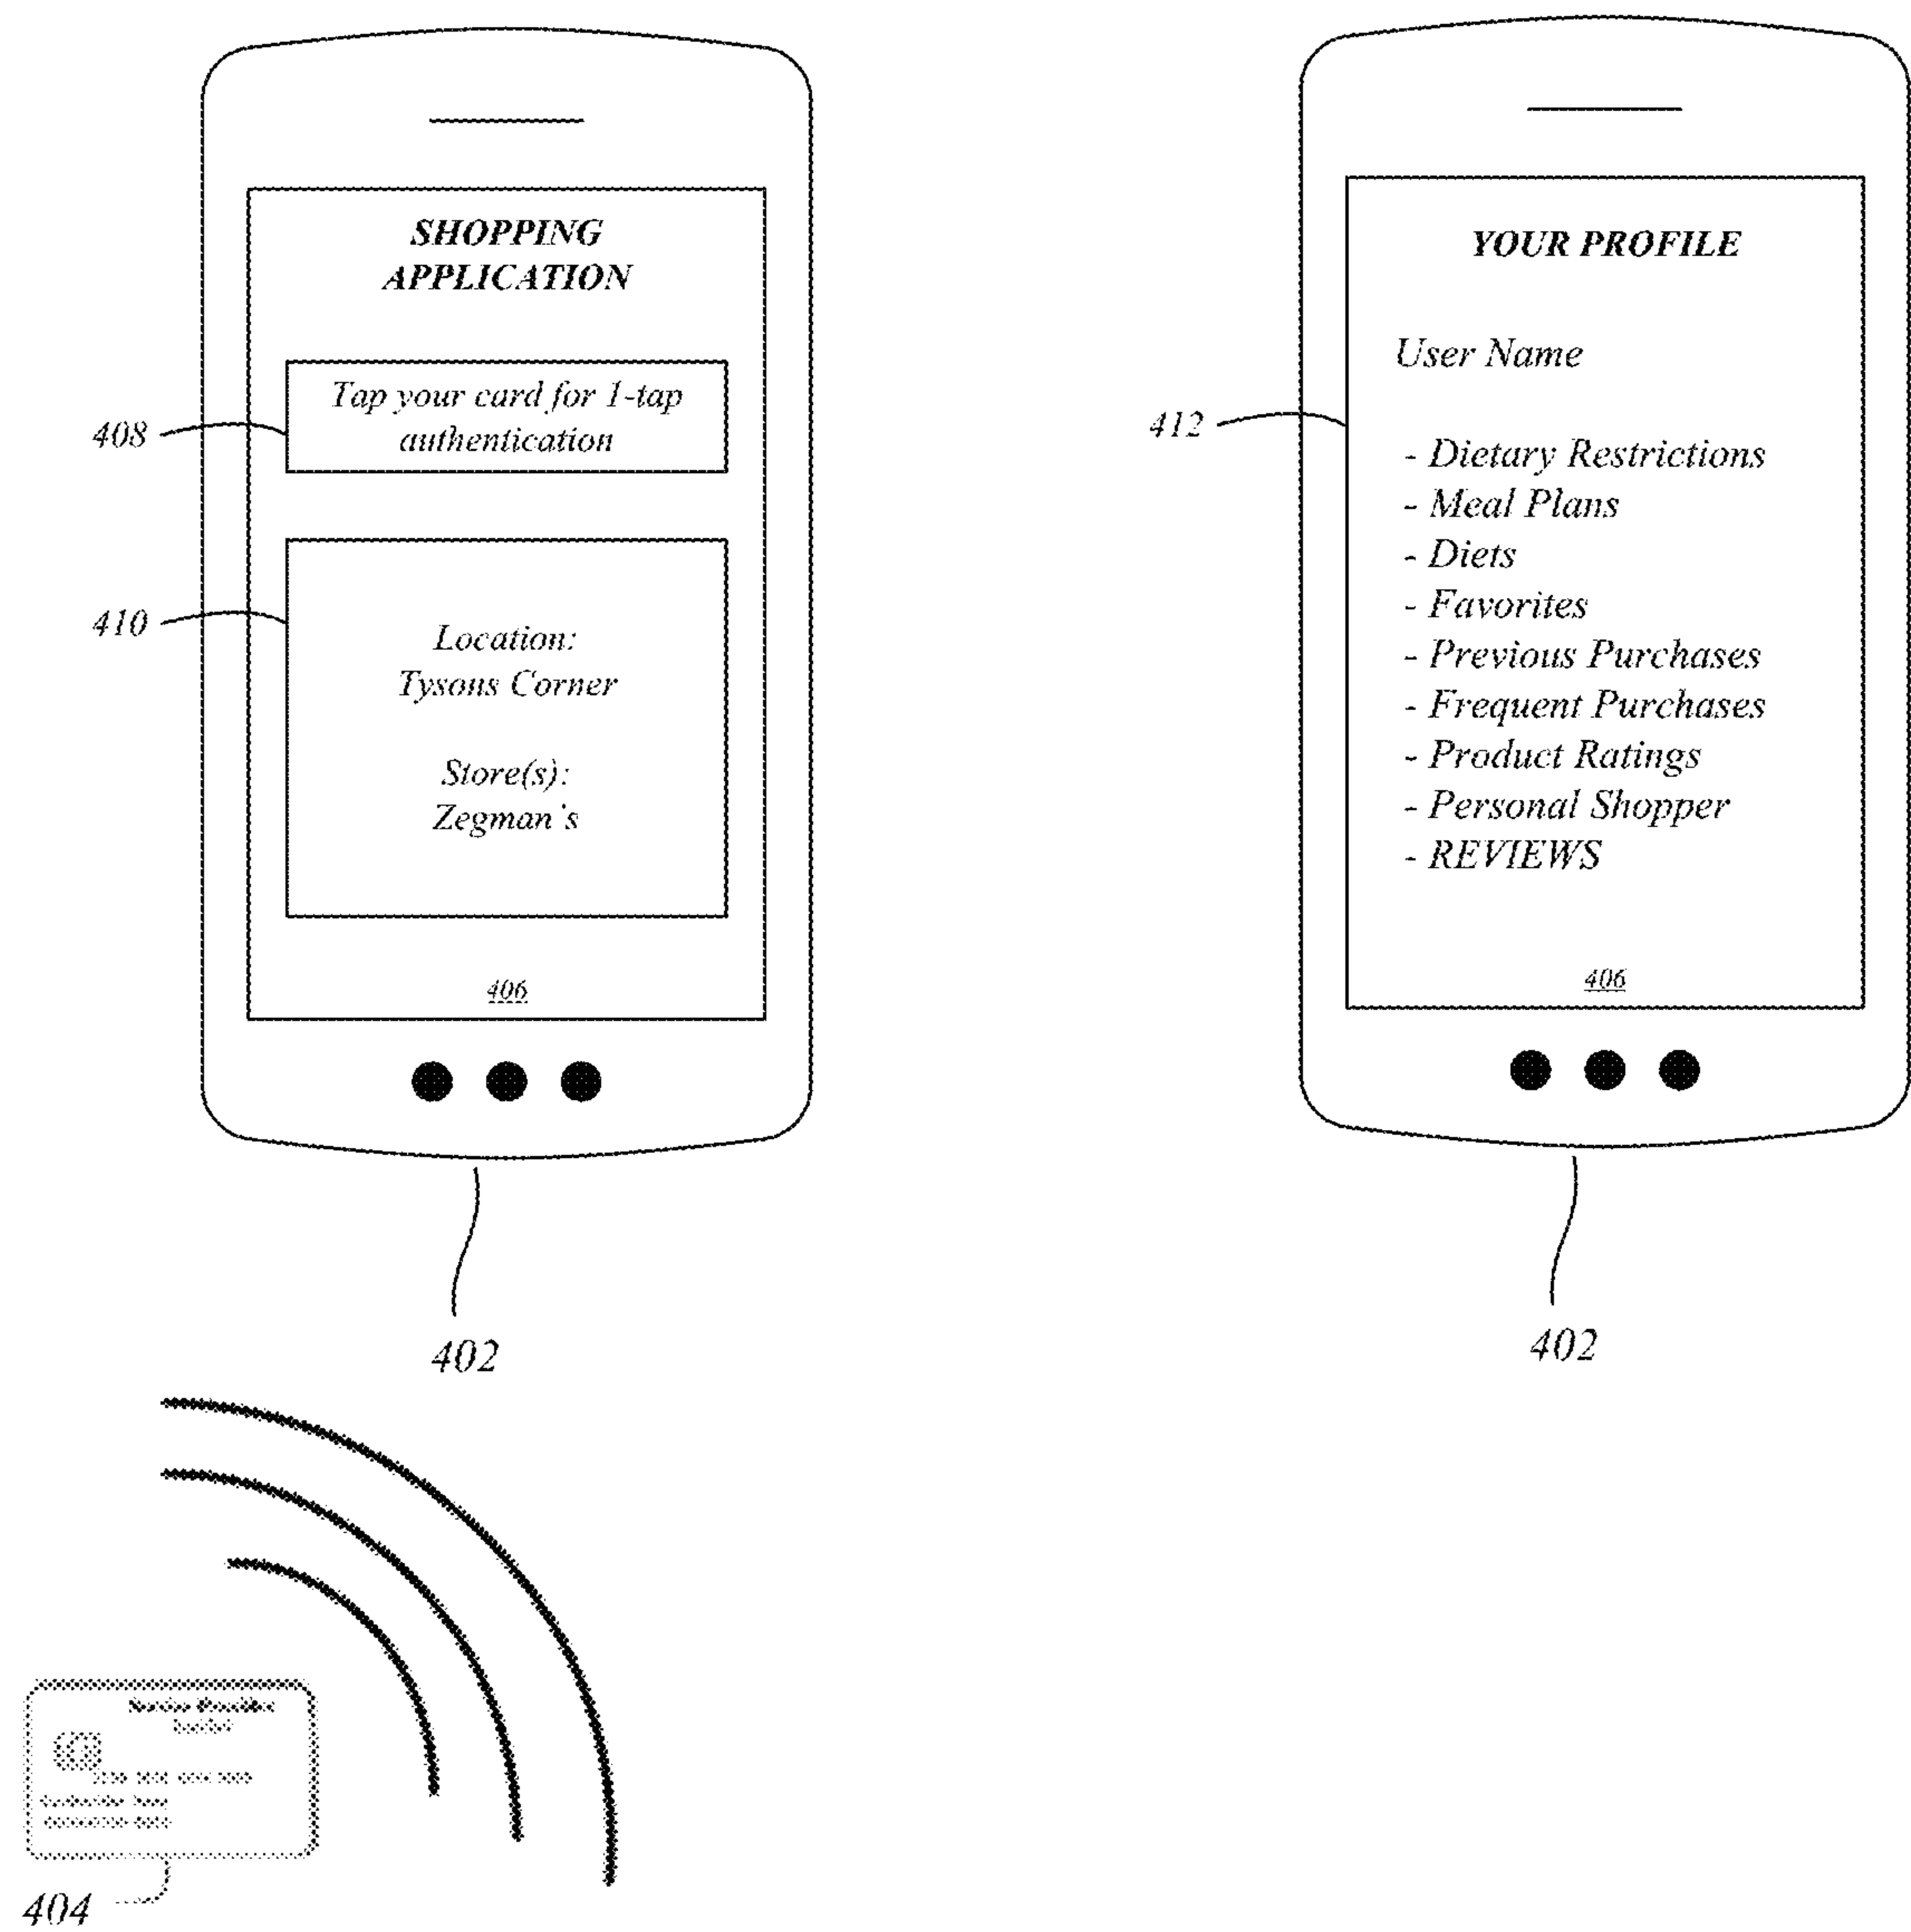 SHOPPING
APPLICATION
Tap your card for 1-tap
authentication
408
410
Location:
Tysons Corner
Store(s):
Zegman's
406
402
YOUR PROFILE
User Name
412
- Dietary Restrictions
- Meal Plans
- Diets
- Favorites
- Previous Purchases
- Frequent Purchases
- Product Ratings
- Personal Shopper
- REVIEWS
406
402
404